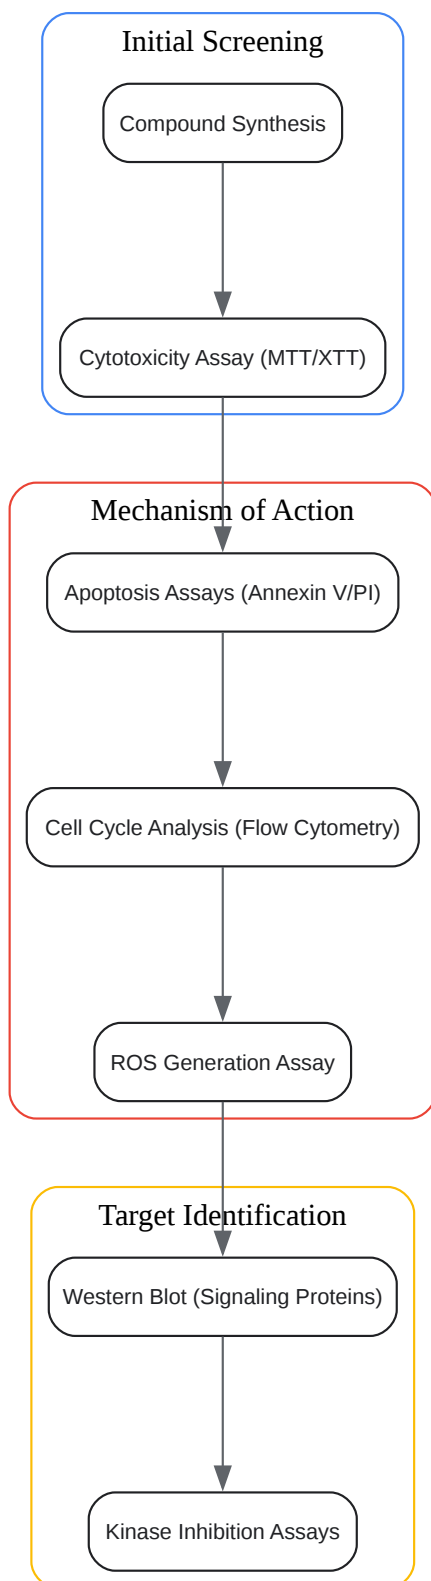 Initial Screening
Compound Synthesis
Cytotoxicity Assay (MTT/XTT)
Mechanism of Action
Apoptosis Assays (Annexin V/PI)
Cell Cycle Analysis (Flow Cytometry)
ROS Generation Assay
Target Identification
Western Blot (Signaling Proteins)
Kinase Inhibition Assays